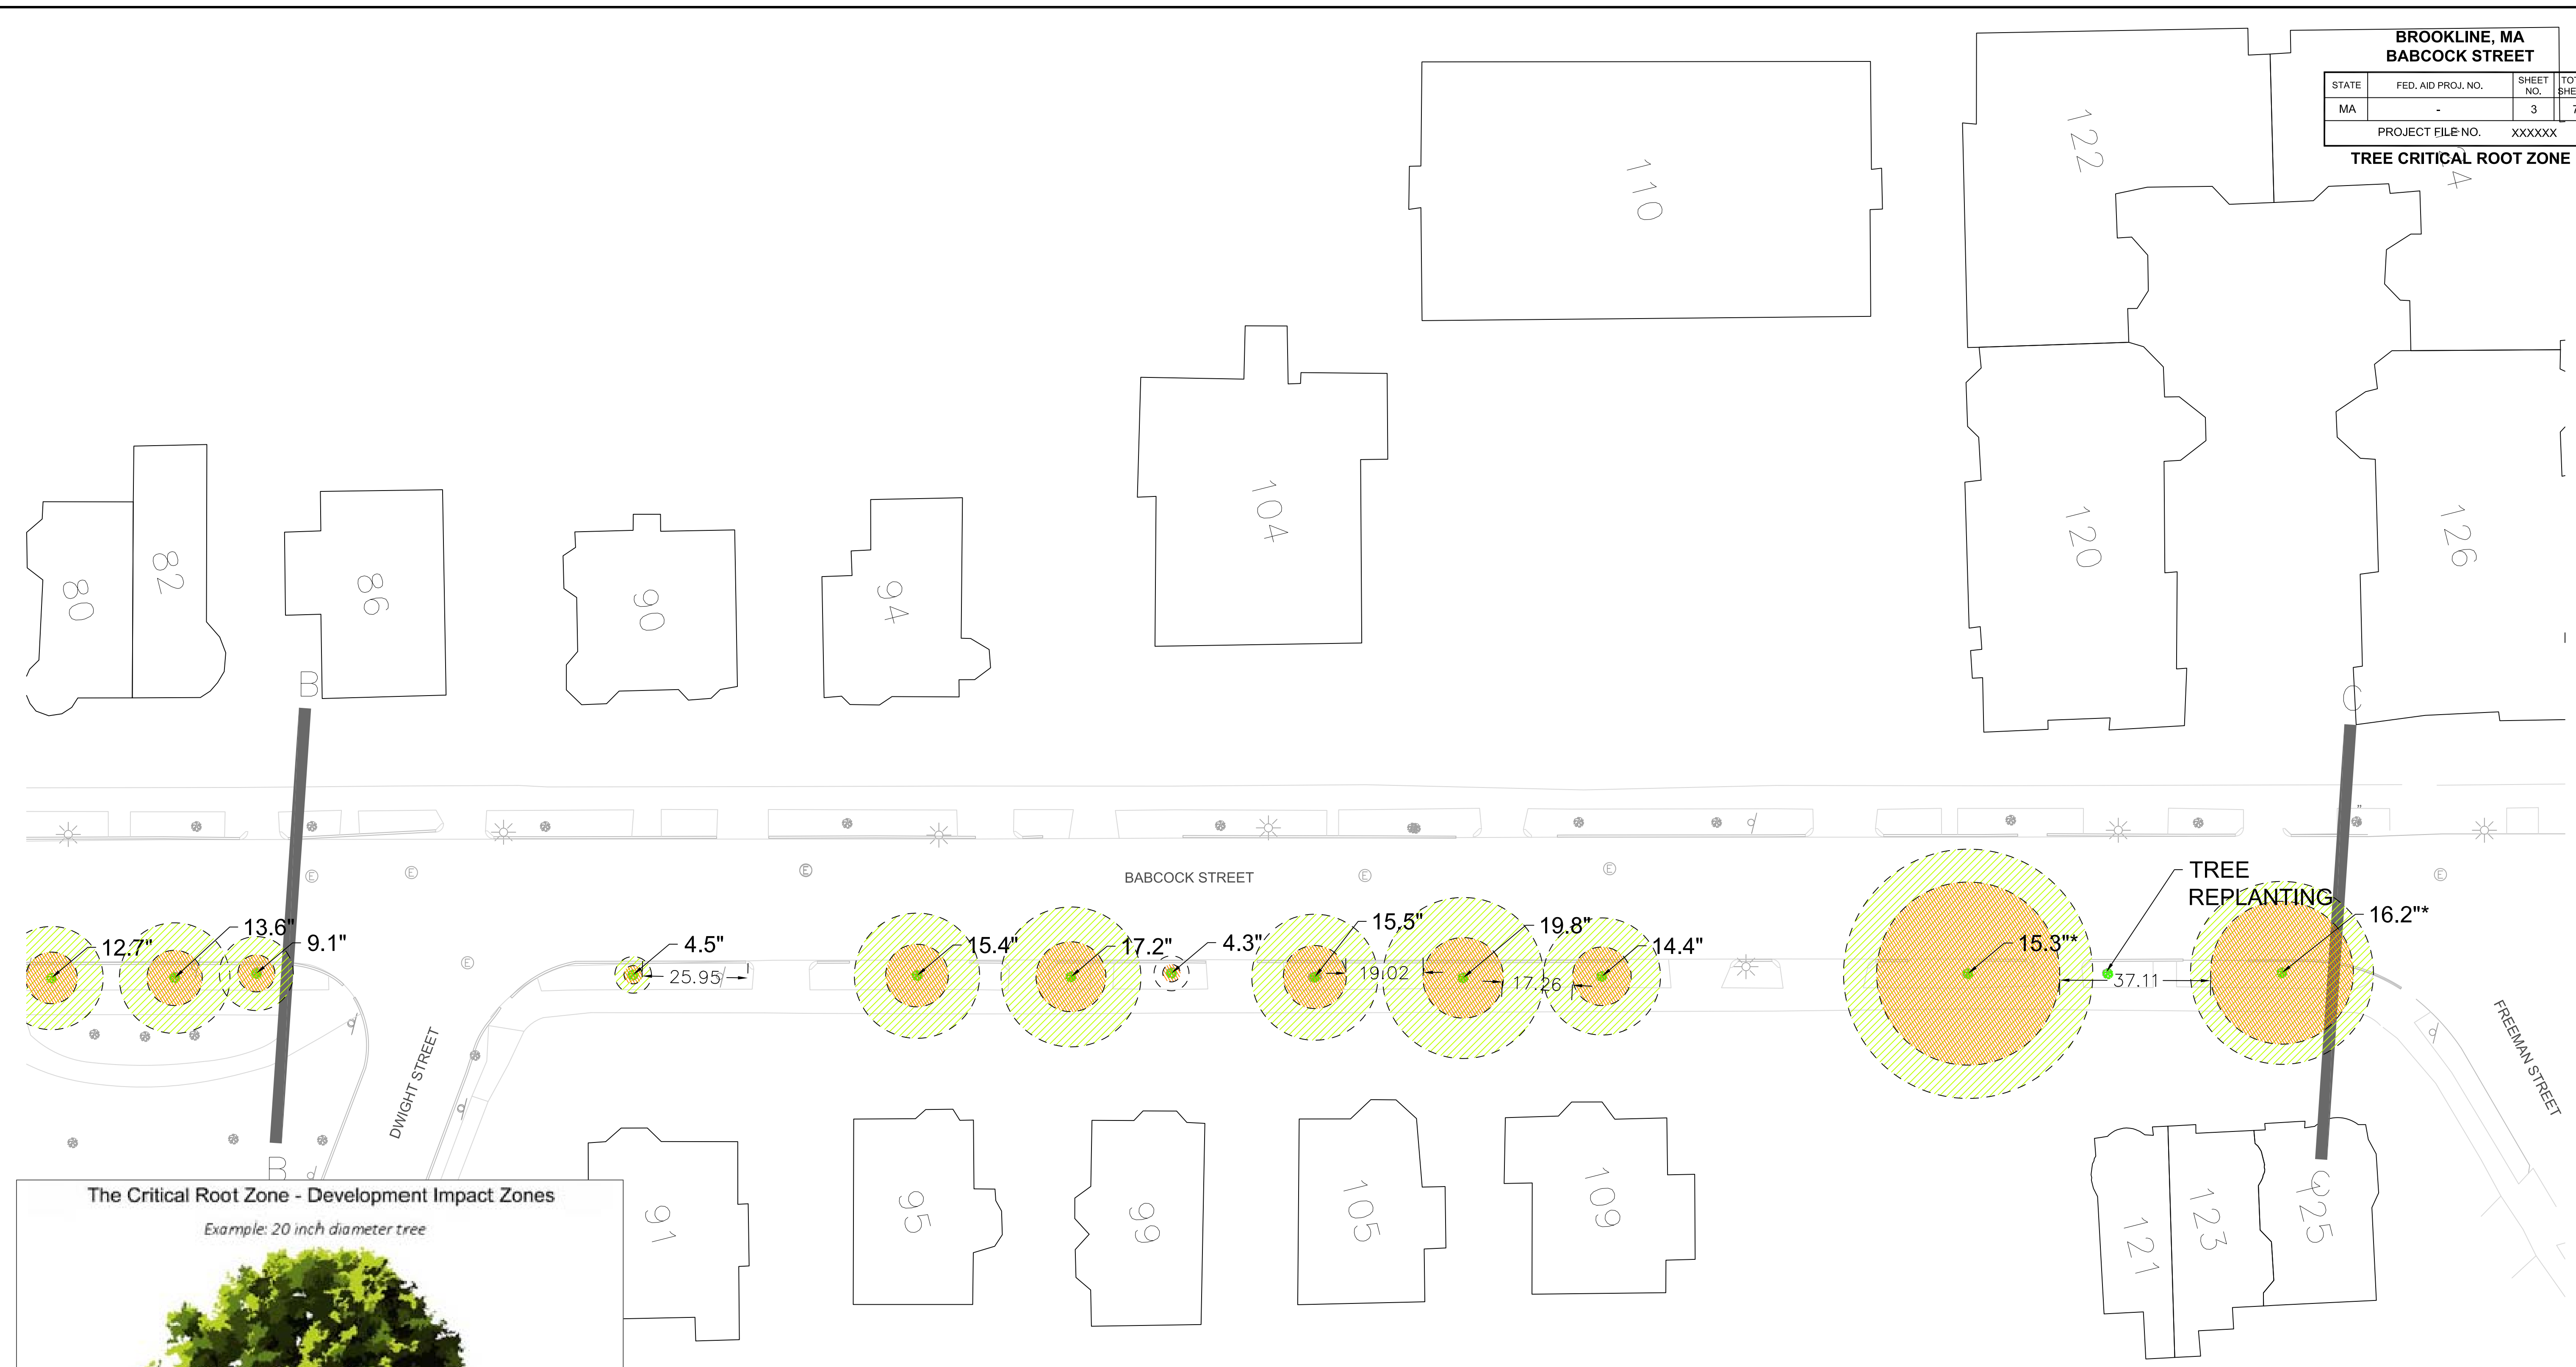 BROOKLINE, MA
BABCOCK STREET
STATE
FED. AID PROJ. NO.
SHEET
NO.
MA
-
3
7
PROJECT FILE NO.
XXXXXX
TREE CRITICAL ROOT ZONE
122
110
104
120
126
80
82
86
90
94
B
C
BABCOCK STREET
TREE
REPLANTING
12.7"
13.6"
9.1"
4.5"
25.95
15.4"
17.2"
4.3"
15.5"
19.02
19.8"
17.26
14.4"
15.3"*
37.11
16.2"*
DWIGHT STREET
FREEMAN STREET
B
C
91
95
99
105
109
121
123
125
E
E
E
E
E
E
E
The Critical Root Zone - Development Impact Zones
Example: 20 inch diameter tree